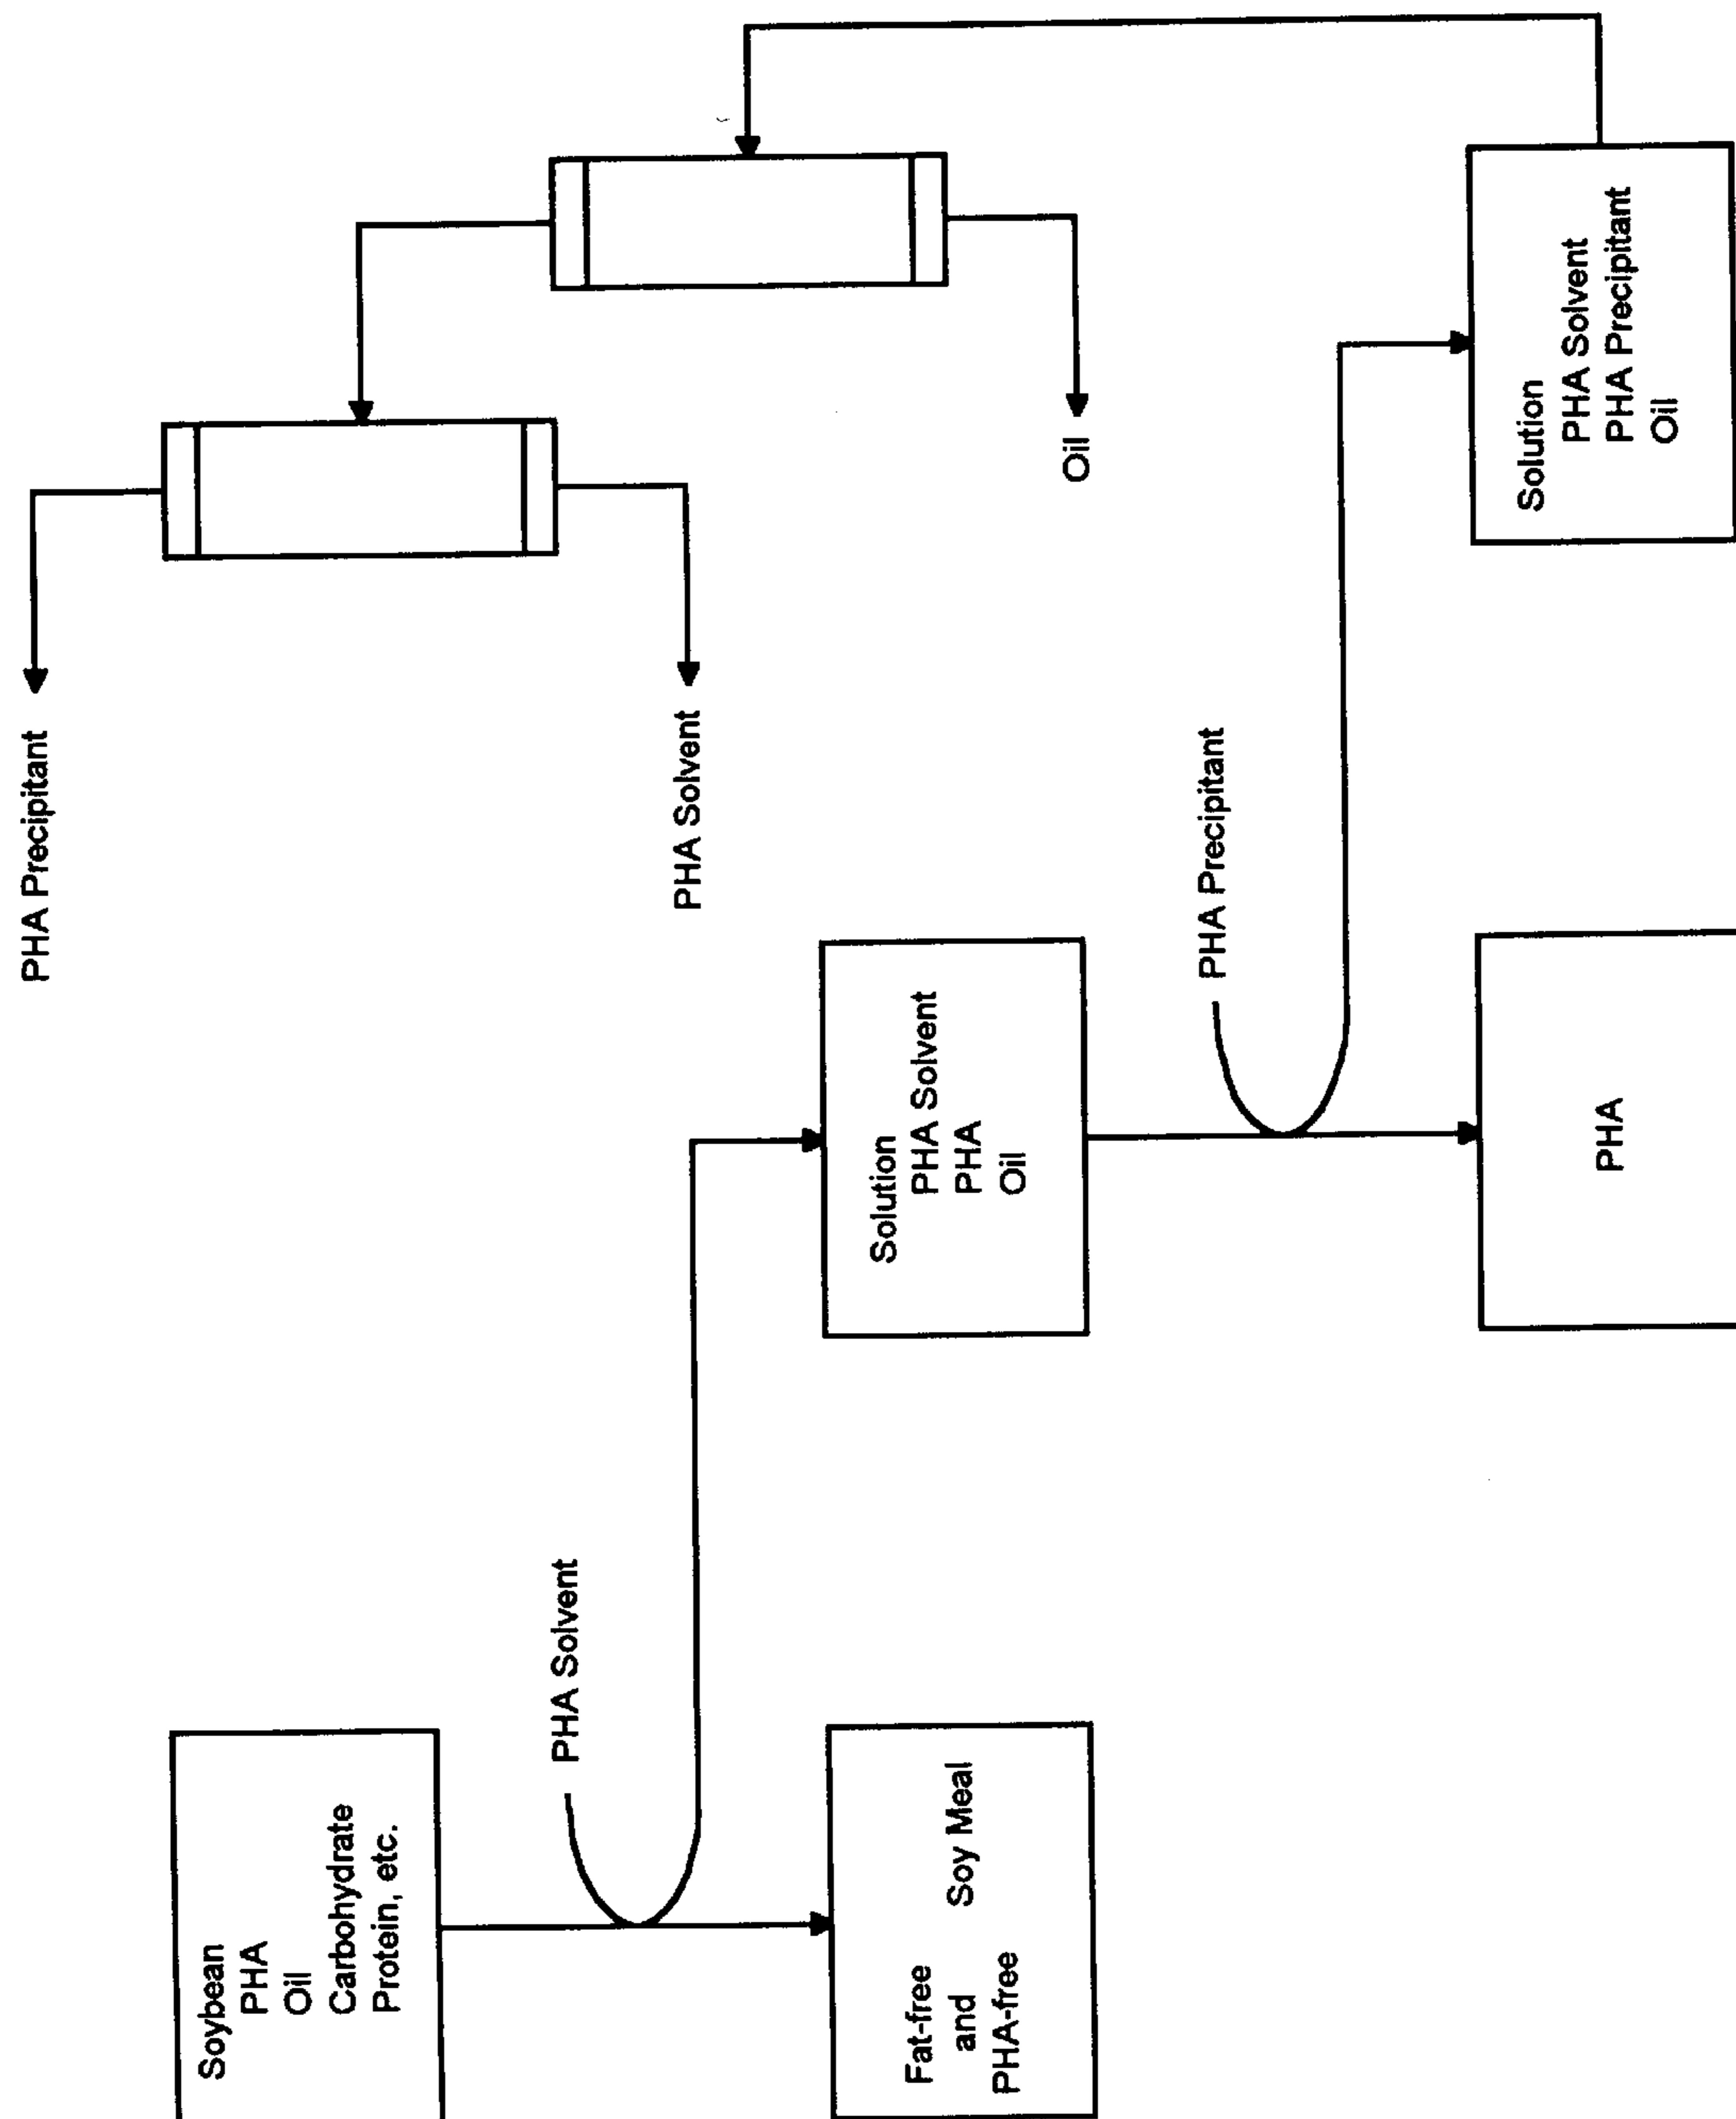 Soybean
PHA
Oil
Carbohydrate
Protein, etc.
PHA Solvent
Fat-free
and Soy Meal
PHA-free
Solution
PHA Solvent
PHA
Oil
PHA Precipitant
PHA
Solution
PHA Solvent
PHA Precipitant
Oil
Oil
PHA Precipitant
PHA Solvent